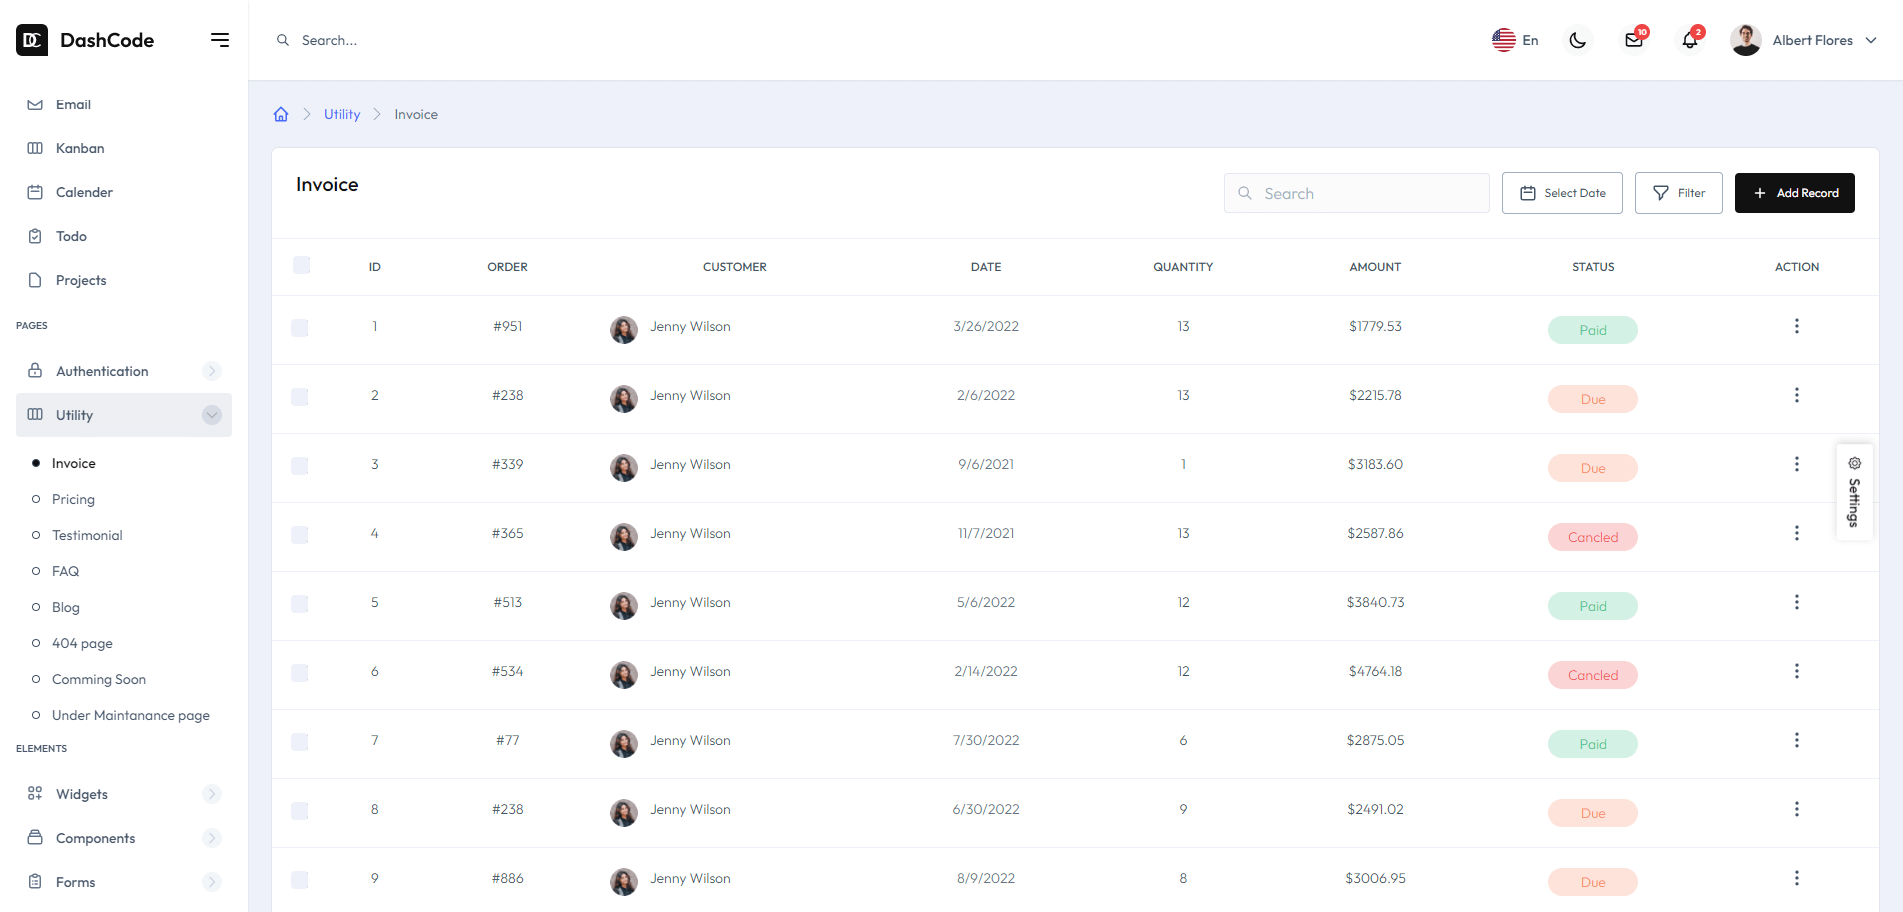 DC DashCode
Search...
En
10
2
Albert Flores
Email
Kanban
Calender
Todo
Projects
PAGES
Authentication
Utility
Invoice
Pricing
Testimonial
FAQ
Blog
404 page
Comming Soon
Under Maintanance page
ELEMENTS
Widgets
Components
Forms
Utility Invoice
Invoice
Search Select Date Filter Add Record
ID ORDER CUSTOMER DATE QUANTITY AMOUNT STATUS ACTION
1 #951 Jenny Wilson 3/26/2022 13 $1779.53 Paid
2 #238 Jenny Wilson 2/6/2022 13 $2215.78 Due
3 #339 Jenny Wilson 9/6/2021 1 $3183.60 Due
4 #365 Jenny Wilson 11/7/2021 13 $2587.86 Cancled
5 #513 Jenny Wilson 5/6/2022 12 $3840.73 Paid
6 #534 Jenny Wilson 2/14/2022 12 $4764.18 Cancled
7 #77 Jenny Wilson 7/30/2022 6 $2875.05 Paid
8 #238 Jenny Wilson 6/30/2022 9 $2491.02 Due
9 #886 Jenny Wilson 8/9/2022 8 $3006.95 Due
Settings